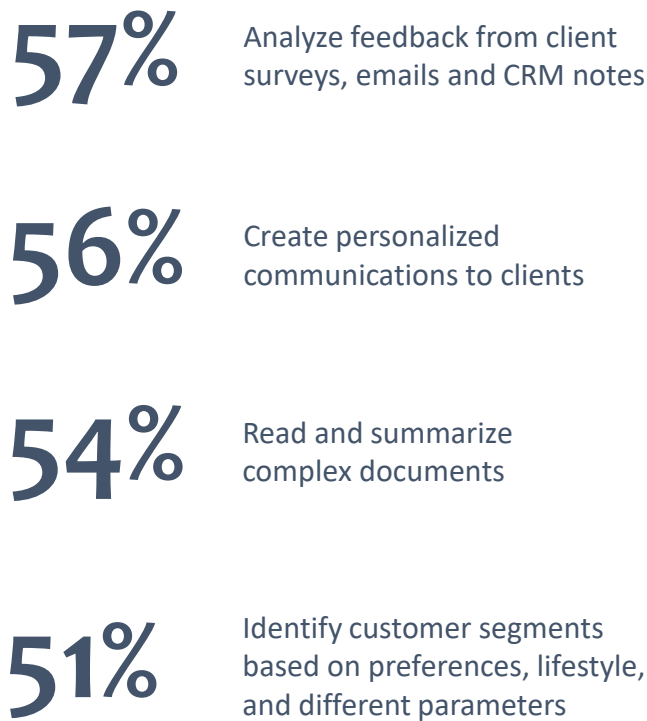 57%
Analyze feedback from client
surveys, emails and CRM notes
56%
Create personalized
communications to clients
54%
Read and summarize
complex documents
51%
Identify customer segments
based on preferences, lifestyle,
and different parameters